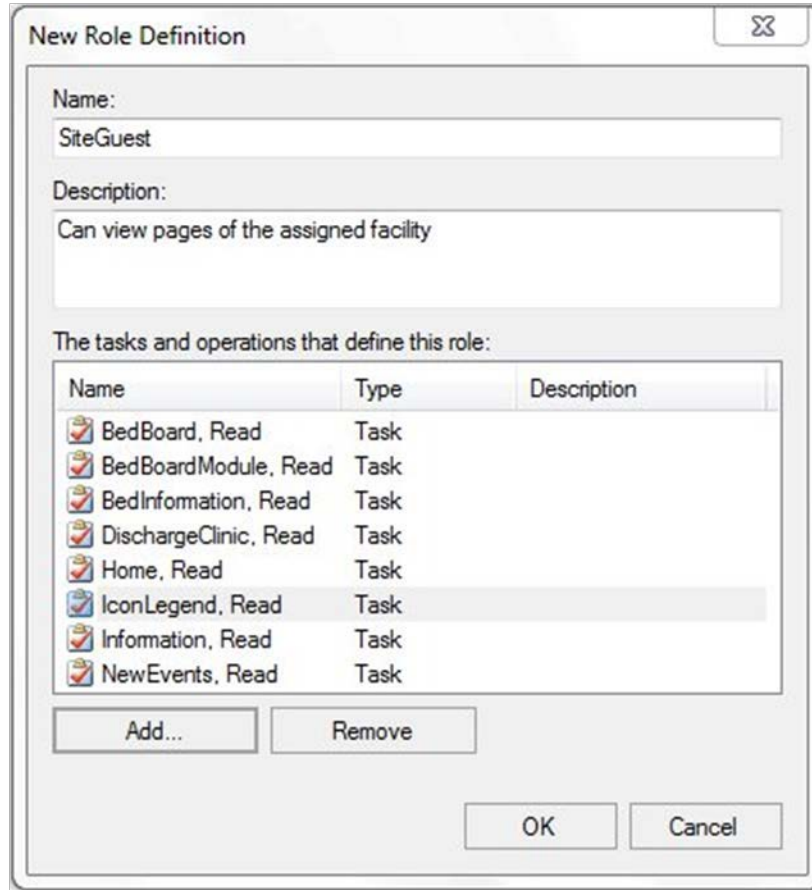 New Role Definition
Name:
SiteGuest
Description:
Can view pages of the assigned facility
The tasks and operations that define this role:
Name Type Description
BedBoard, Read Task
BedBoardModule, Read Task
BedInformation, Read Task
DischargeClinic, Read Task
Home, Read Task
IconLegend, Read Task
Information, Read Task
NewEvents, Read Task
Add... Remove
OK Cancel